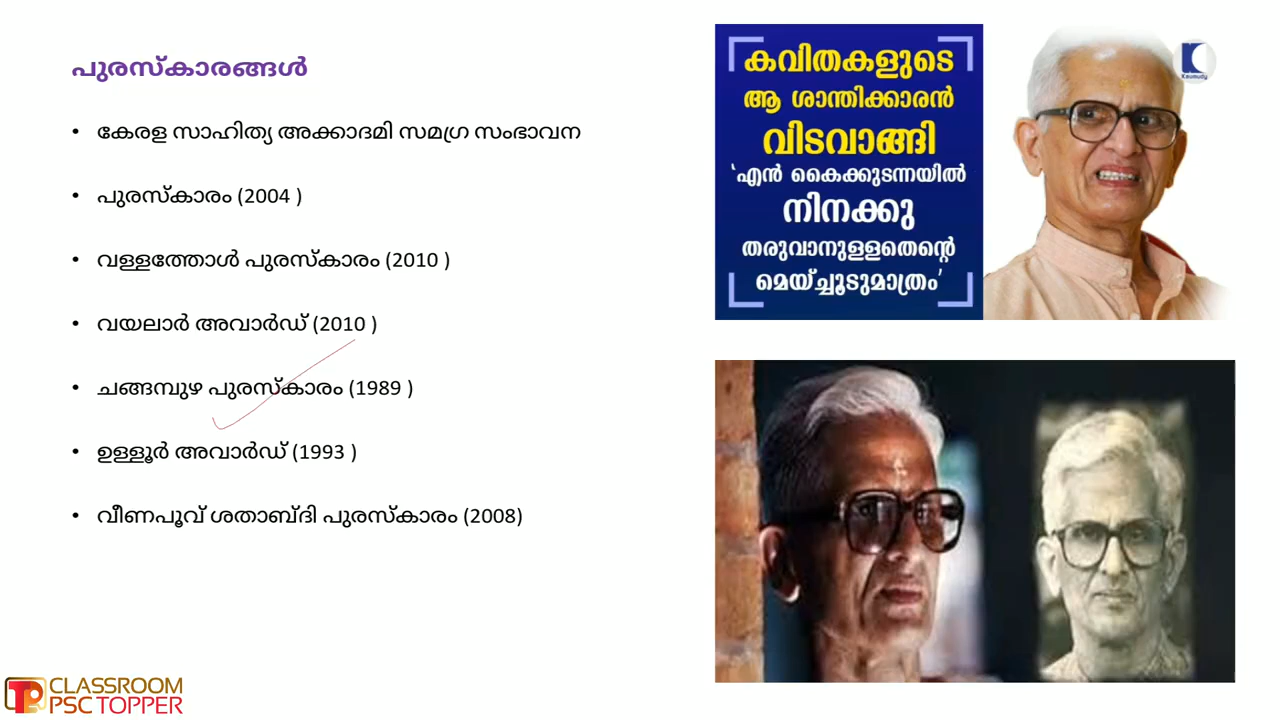 പുരസ്കാരങ്ങൾ
• കേരള സാഹിത്യ അക്കാദമി സമഗ്ര സംഭാവന
• പുരസ്കാരം (2004 )
• വള്ളത്തോൾ പുരസ്കാരം (2010 )
• വയലാർ അവാർഡ് (2010 )
• ചങ്ങമ്പുഴ പുരസ്കാരം (1989 )
• ഉള്ളൂർ അവാർഡ് (1993 )
• വീണപൂവ് ശതാബ്ദി പുരസ്കാരം (2008)
കവിതകളുടെ
ആ ശാന്തിക്കാരൻ
വിടവാങ്ങി
‘എൻ കൈക്കുടന്നയിൽ
നിനക്കു
തരുവാനുള്ളതെന്റെ
മെയ്ച്ചൂടുമാത്രം’
Kaumudy
CLASSROOM
PSC TOPPER